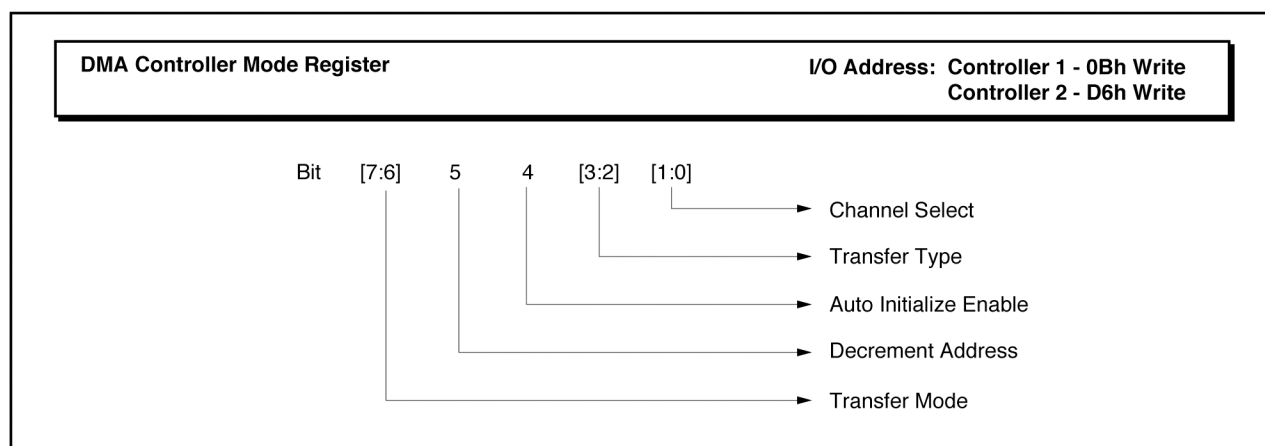 DMA Controller Mode Register
I/O Address: Controller 1 - 0Bh Write
Controller 2 - D6h Write
Bit [7:6] 5 4 [3:2] [1:0]
Channel Select
Transfer Type
Auto Initialize Enable
Decrement Address
Transfer Mode